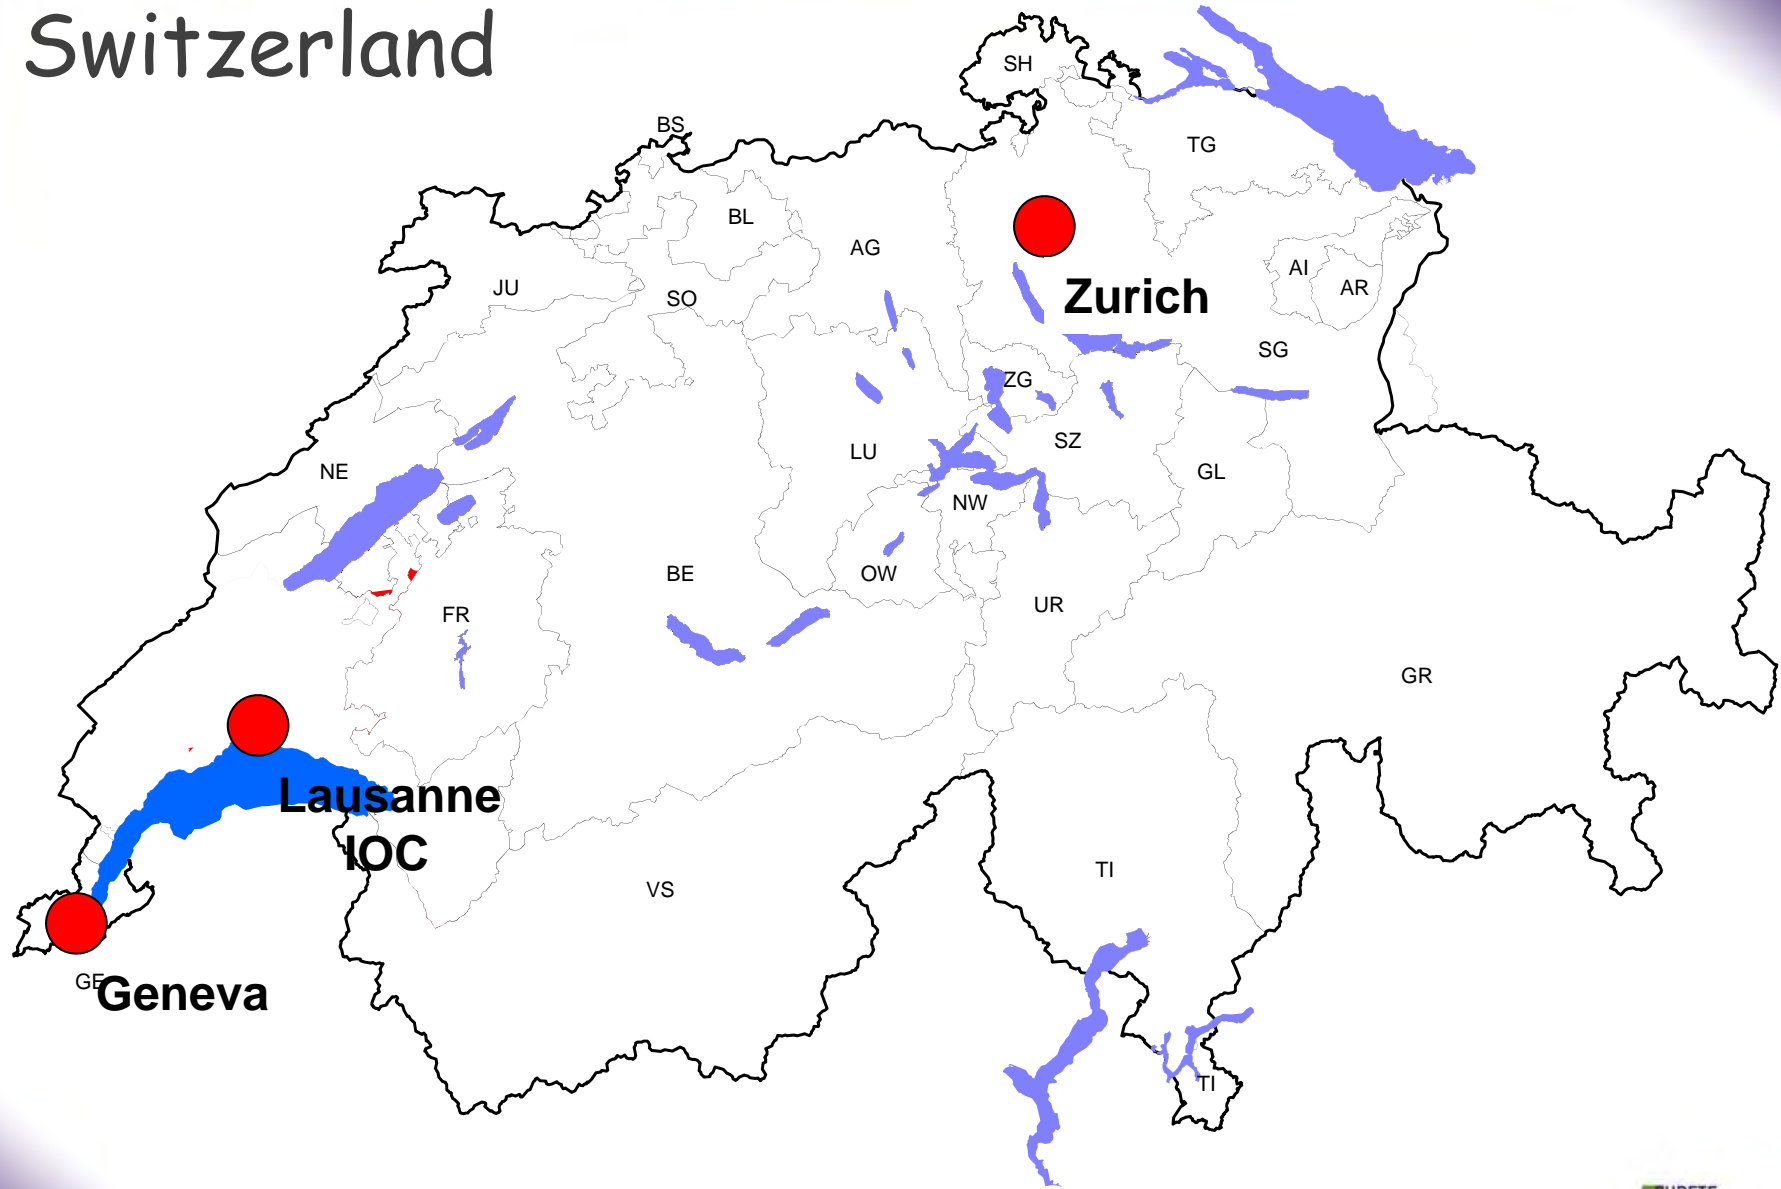 Switzerland
SH
BS
TG
BL
AG
AI
AR
JU
SO
Zurich
SG
ZG
SZ
LU
GL
NE
NW
BE
OW
UR
FR
GR
Lausanne
IOC
TI
VS
GE
Geneva
TI